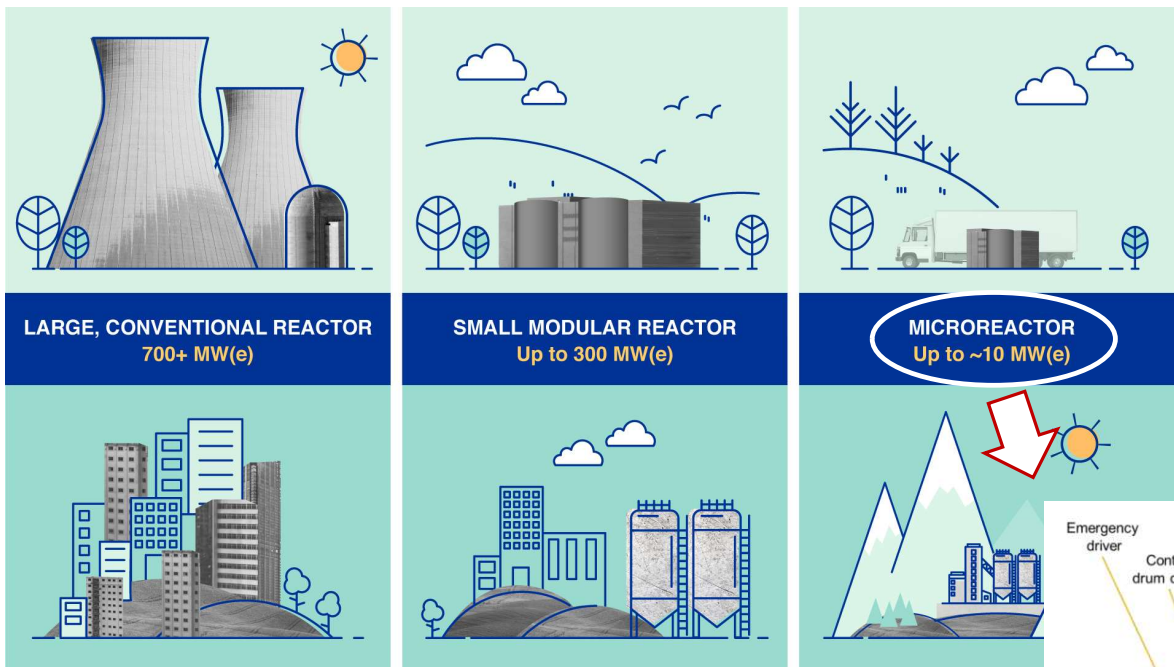 LARGE, CONVENTIONAL REACTOR
700+ MW(e)
SMALL MODULAR REACTOR
Up to 300 MW(e)
MICROREACTOR
Up to ~10 MW(e)
Emergency
driver
drum